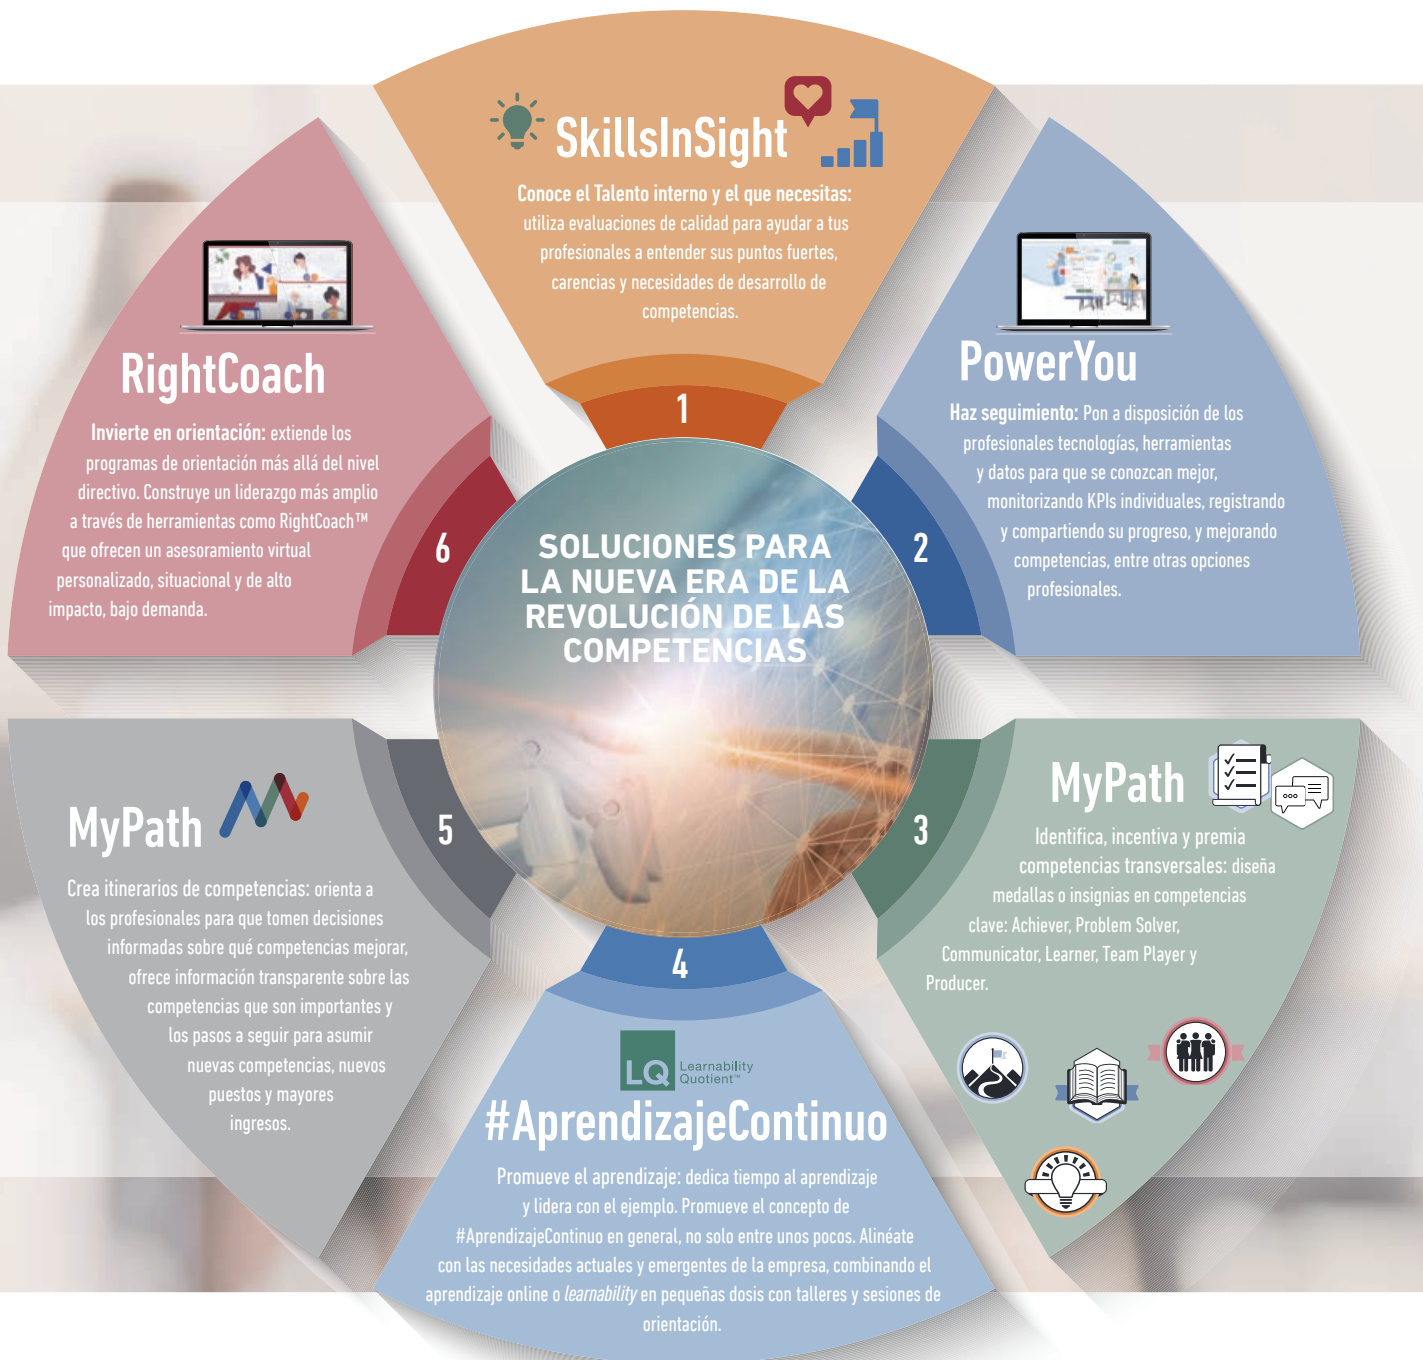 SkillsInSight
Conoce el Talento interno y el que necesitas:
utiliza evaluaciones de calidad para ayudar a tus
profesionales a entender sus puntos fuertes,
carencias y necesidades de desarrollo de
competencias.
1
PowerYou
Haz seguimiento: Pon a disposición de los
profesionales tecnologías, herramientas
y datos para que se conozcan mejor,
monitorizando KPIs individuales, registrando
y compartiendo su progreso, y mejorando
competencias, entre otras opciones
profesionales.
2
MyPath
Identifica, incentiva y premia
competencias transversales: diseña
medallas o insignias en competencias
clave: Achiever, Problem Solver,
Communicator, Learner, Team Player y
Producer.
3
4
LQ Learnability
Quotient™
#AprendizajeContinuo
Promueve el aprendizaje: dedica tiempo al aprendizaje
y lidera con el ejemplo. Promueve el concepto de
#AprendizajeContinuo en general, no solo entre unos pocos. Alinéate
con las necesidades actuales y emergentes de la empresa, combinando el
aprendizaje online o learnability en pequeñas dosis con talleres y sesiones de
orientación.
MyPath
Crea itinerarios de competencias: orienta a
los profesionales para que tomen decisiones
informadas sobre qué competencias mejorar,
ofrece información transparente sobre las
competencias que son importantes y
los pasos a seguir para asumir
nuevas competencias, nuevos
puestos y mayores
ingresos.
5
RightCoach
Invierte en orientación: extiende los
programas de orientación más allá del nivel
directivo. Construye un liderazgo más amplio
a través de herramientas como RightCoach™
que ofrecen un asesoramiento virtual
personalizado, situacional y de alto
impacto, bajo demanda.
6
SOLUCIONES PARA
LA NUEVA ERA DE LA
REVOLUCIÓN DE LAS
COMPETENCIAS